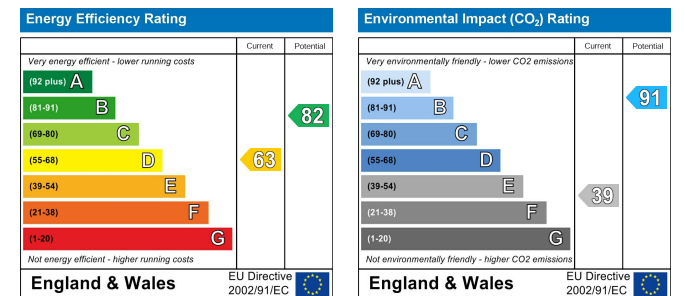 Energy Efficiency Rating
Current Potential
Very energy efficient - lower running costs
(92 plus) A
(81-91) B
82
(69-80) C
(55-68) D
63
(39-54) E
(21-38) F
(1-20) G
Not energy efficient - higher running costs
England & Wales
EU Directive
2002/91/EC
Environmental Impact (CO₂) Rating
Current Potential
Very environmentally friendly - lower CO2 emissions
(92 plus) A
91
(81-91) B
(69-80) C
(55-68) D
(39-54) E
39
(21-38) F
(1-20) G
Not environmentally friendly - higher CO2 emissions
England & Wales
EU Directive
2002/91/EC